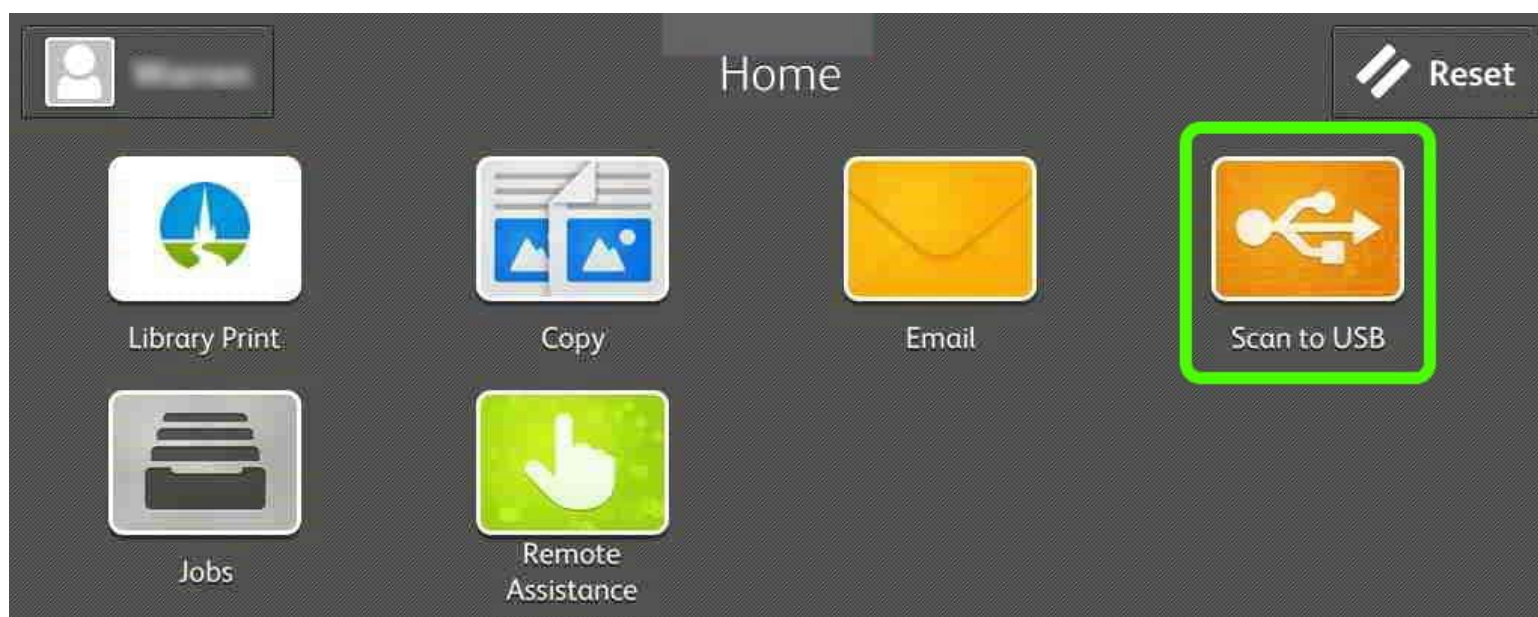 Home
Reset
Library Print
Copy
Email
Scan to USB
Jobs
Remote
Assistance